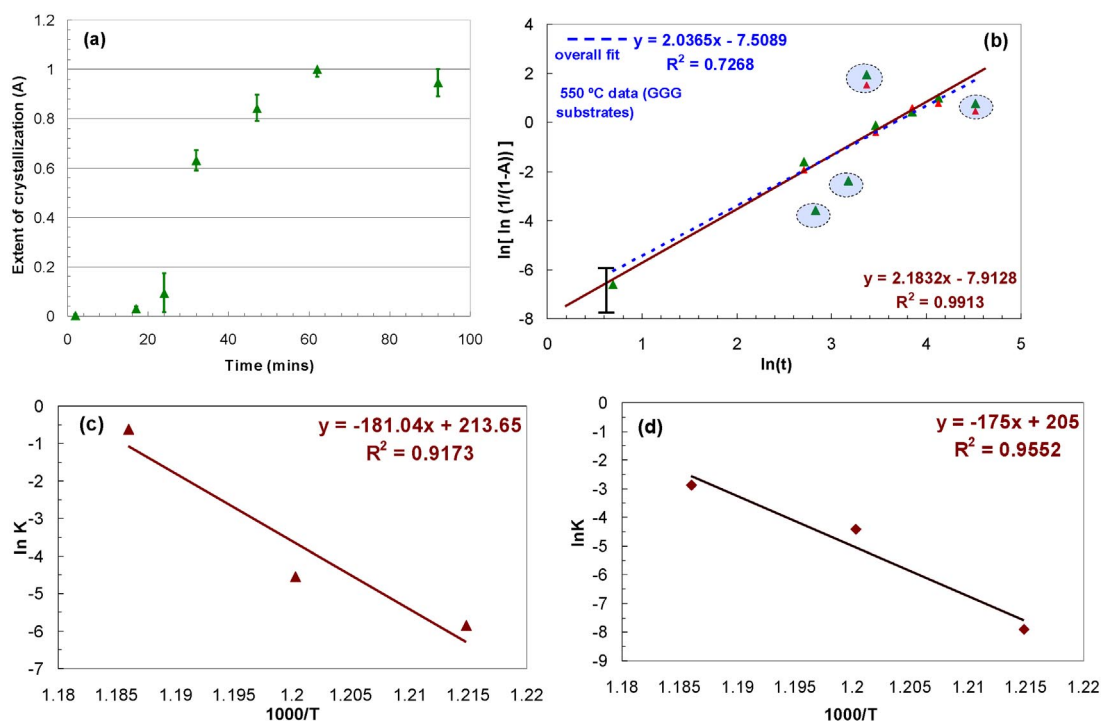 (a)
1.2
1
0.8
0.6
0.4
0.2
0
Extent of crystallization (A)
0 20 40 60 80 100
Time (mins)
(b)
4
2
0
-2
-4
-6
-8
ln[ ln (1/(1-A)) ]
y = 2.0365x - 7.5089
overall fit
R² = 0.7268
550 ºC data (GGG
substrates)
y = 2.1832x - 7.9128
R² = 0.9913
0 1 2 3 4 5
ln(t)
(c)
0
-1
-2
-3
-4
-5
-6
-7
ln K
y = -181.04x + 213.65
R² = 0.9173
1.18 1.185 1.19 1.195 1.2 1.205 1.21 1.215 1.22
1000/T
(d)
0
-1
-2
-3
-4
-5
-6
-7
-8
-9
lnK
y = -175x + 205
R² = 0.9552
1.18 1.185 1.19 1.195 1.2 1.205 1.21 1.215 1.22
1000/T